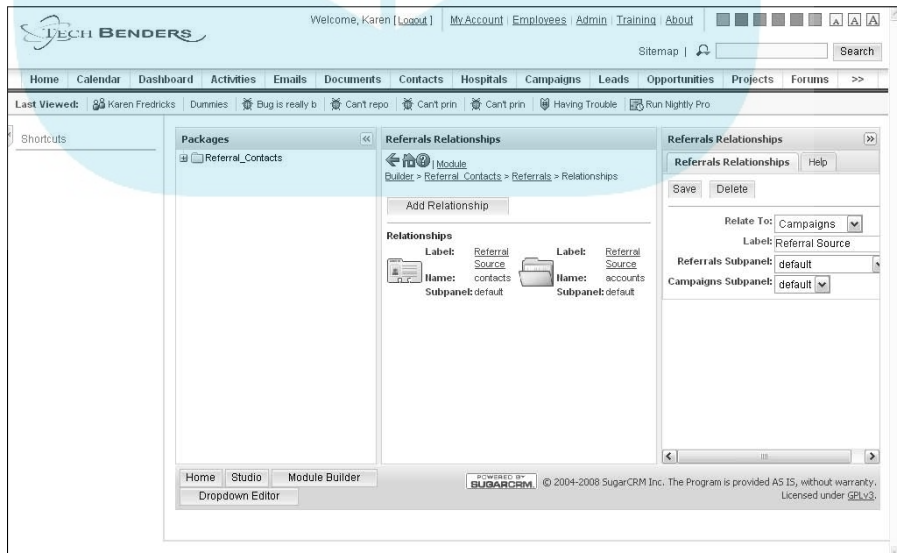 TECH BENDERS
Welcome, Karen [ Logout ] | My Account | Employees | Admin | Training | About
A A A
Sitemap | Search
Home Calendar Dashboard Activities Emails Documents Contacts Hospitals Campaigns Leads Opportunities Projects Forums >>
Last Viewed: Karen Fredricks Dummies Bug is really b Can't repo Can't prin Can't prin Having Trouble Run Nightly Pro
Shortcuts
Packages
Referral_Contacts
Referrals Relationships
| Module
Builder > Referral_Contacts > Referrals > Relationships
Add Relationship
Relationships
Label: Referral Source
Name: contacts
Subpanel: default
Label: Referral Source
Name: accounts
Subpanel: default
Referrals Relationships
Referrals Relationships Help
Save Delete
Relate To: Campaigns
Label: Referral Source
Referrals Subpanel: default
Campaigns Subpanel: default
Home Studio Module Builder
Dropdown Editor
POWERED BY
SUGARCRM. © 2004-2008 SugarCRM Inc. The Program is provided AS IS, without warranty.
Licensed under GPLv3.